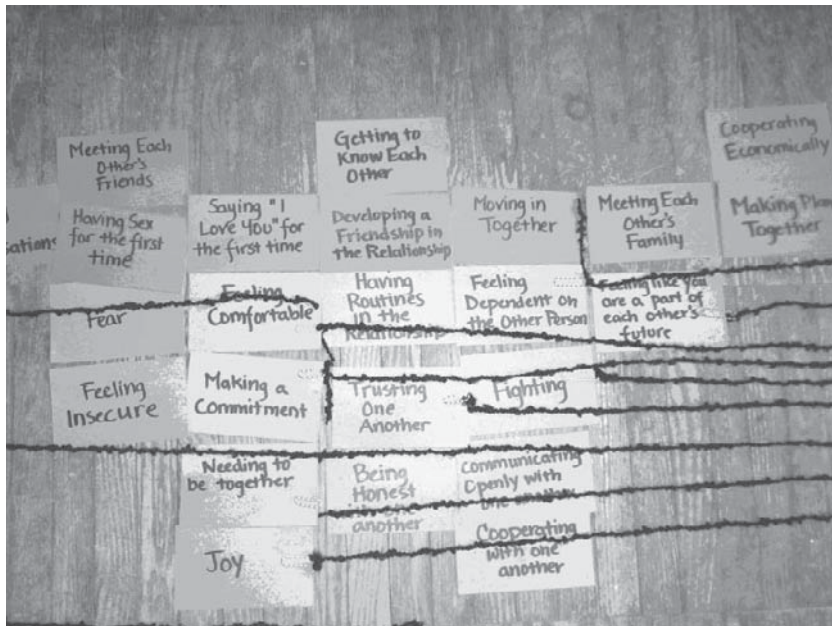 Meeting Each
Other's
Friends
Getting to
Know Each
Other
Cooperating
Economically
Having Sex
for the first
time
Saying "I
Love You" for
the first time
Developing a
Friendship in
the Relationship
Moving in
Together
Meeting Each
Other's
Family
Making Plan
Together
Fear
Feeling
Comfortable
Having
Routines
in the
Relationship
Feeling
Dependent on
the Other Person
Feeling like you
are a part of
each other's
future
Feeling
Insecure
Making a
Commitment
Trusting
One
Another
Fighting
Needing to
be together
Being
Honest
with one
another
Communicating
Openly with
one
Joy
Cooperating
with one
another